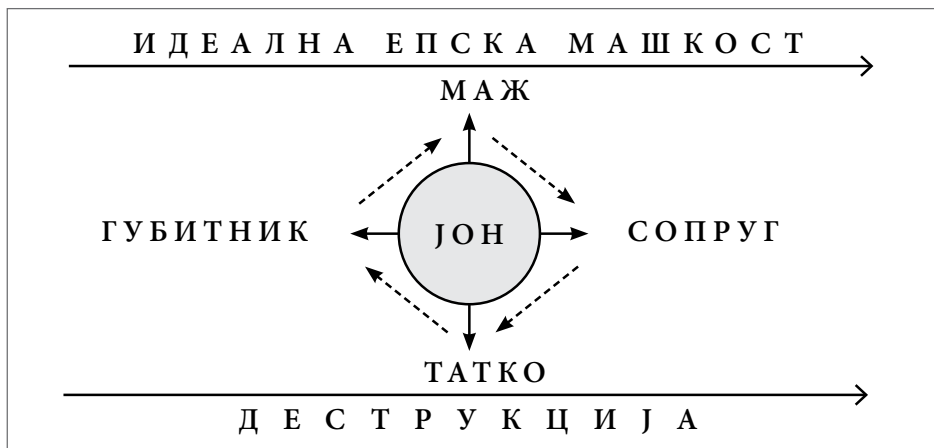 ИДЕАЛНА ЕПСКА МАШКОСТ
МАЖ
ГУБИТНИК
ЈОН
СОПРУГ
ТАТКО
ДЕСТРУКЦИЈА